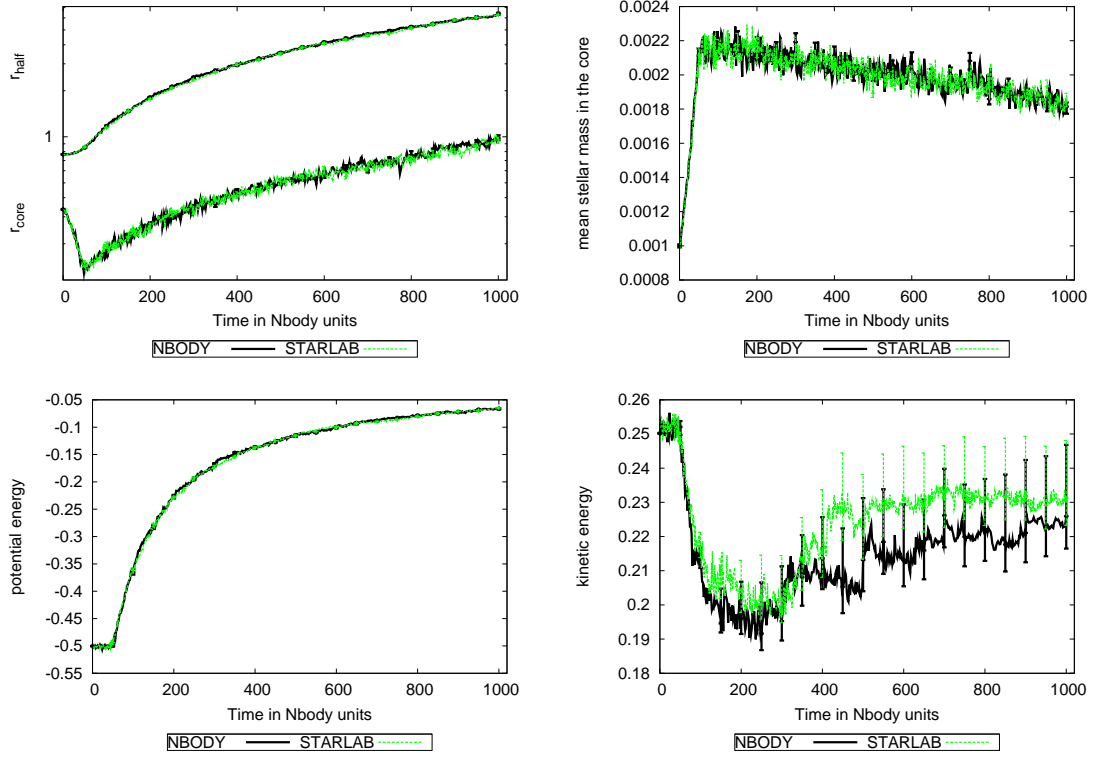 r_half
1
r_core
0 200 400 600 800 1000
Time in Nbody units
NBODY STARLAB
0.0024
0.0022
0.002
0.0018
0.0016
0.0014
0.0012
0.001
0.0008
mean stellar mass in the core
0 200 400 600 800 1000
Time in Nbody units
NBODY STARLAB
-0.05
-0.1
-0.15
-0.2
-0.25
-0.3
-0.35
-0.4
-0.45
-0.5
-0.55
potential energy
0 200 400 600 800 1000
Time in Nbody units
NBODY STARLAB
0.26
0.25
0.24
0.23
0.22
0.21
0.2
0.19
0.18
kinetic energy
0 200 400 600 800 1000
Time in Nbody units
NBODY STARLAB